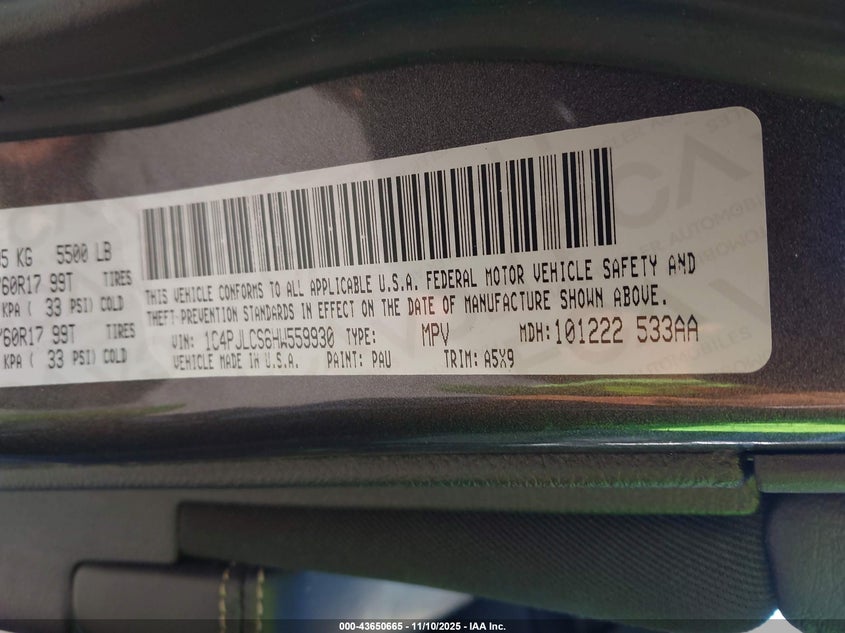 5 KG 5500 LB
/60R17 99T TIRES
KPA ( 33 PSI) COLD
/60R17 99T TIRES
KPA ( 33 PSI) COLD
THIS VEHICLE CONFORMS TO ALL APPLICABLE U.S.A. FEDERAL MOTOR VEHICLE SAFETY AND
THEFT-PREVENTION STANDARDS IN EFFECT ON THE DATE OF MANUFACTURE SHOWN ABOVE.
VIN: 1C4PJLCS6HW559930 TYPE: MPV MDH: 101222 533AA
VEHICLE MADE IN U.S.A. PAINT: PAU TRIM: A5X9
000-43650665 - 11/10/2025 - IAA Inc.